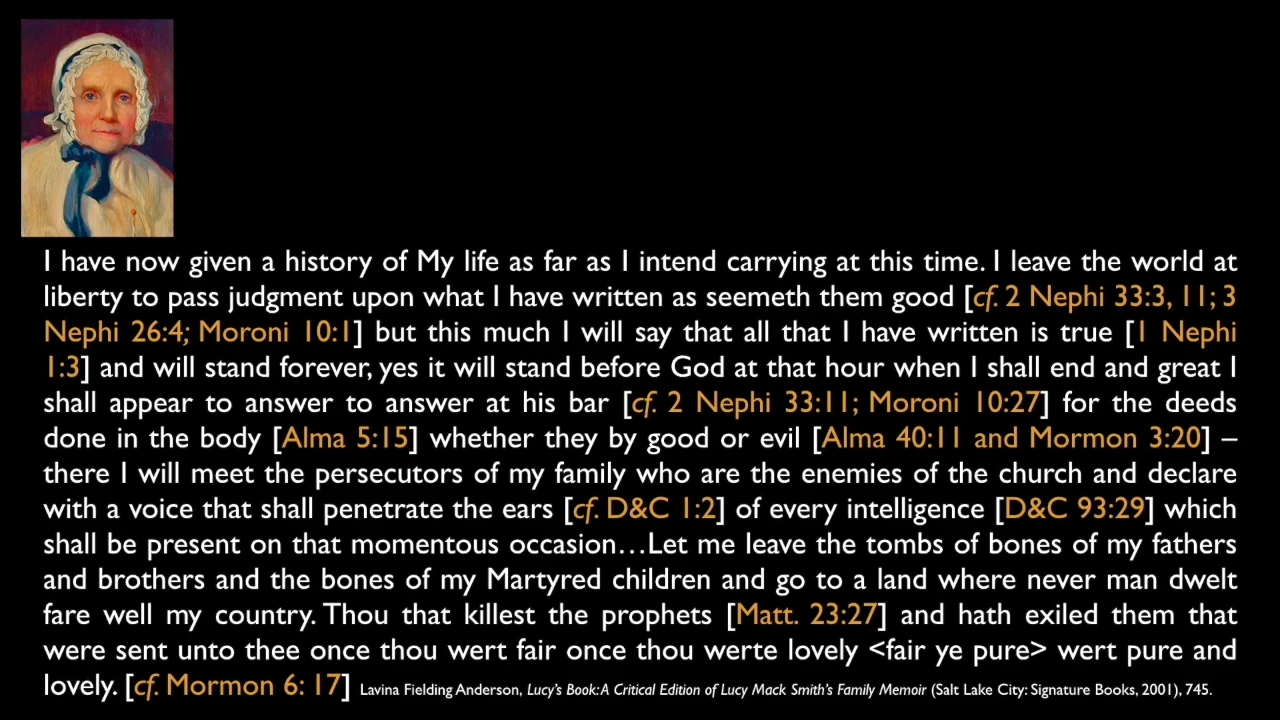 I have now given a history of My life as far as I intend carrying at this time. I leave the world at
liberty to pass judgment upon what I have written as seemeth them good [cf. 2 Nephi 33:3, 11; 3
Nephi 26:4; Moroni 10:1] but this much I will say that all that I have written is true [1 Nephi
1:3] and will stand forever, yes it will stand before God at that hour when I shall end and great I
shall appear to answer to answer at his bar [cf. 2 Nephi 33:11; Moroni 10:27] for the deeds
done in the body [Alma 5:15] whether they by good or evil [Alma 40:11 and Mormon 3:20] –
there I will meet the persecutors of my family who are the enemies of the church and declare
with a voice that shall penetrate the ears [cf. D&C 1:2] of every intelligence [D&C 93:29] which
shall be present on that momentous occasion…Let me leave the tombs of bones of my fathers
and brothers and the bones of my Martyred children and go to a land where never man dwelt
fare well my country. Thou that killest the prophets [Matt. 23:27] and hath exiled them that
were sent unto thee once thou wert fair once thou werte lovely <fair ye pure> wert pure and
lovely. [cf. Mormon 6: 17] Lavina Fielding Anderson, Lucy's Book: A Critical Edition of Lucy Mack Smith's Family Memoir (Salt Lake City: Signature Books, 2001), 745.